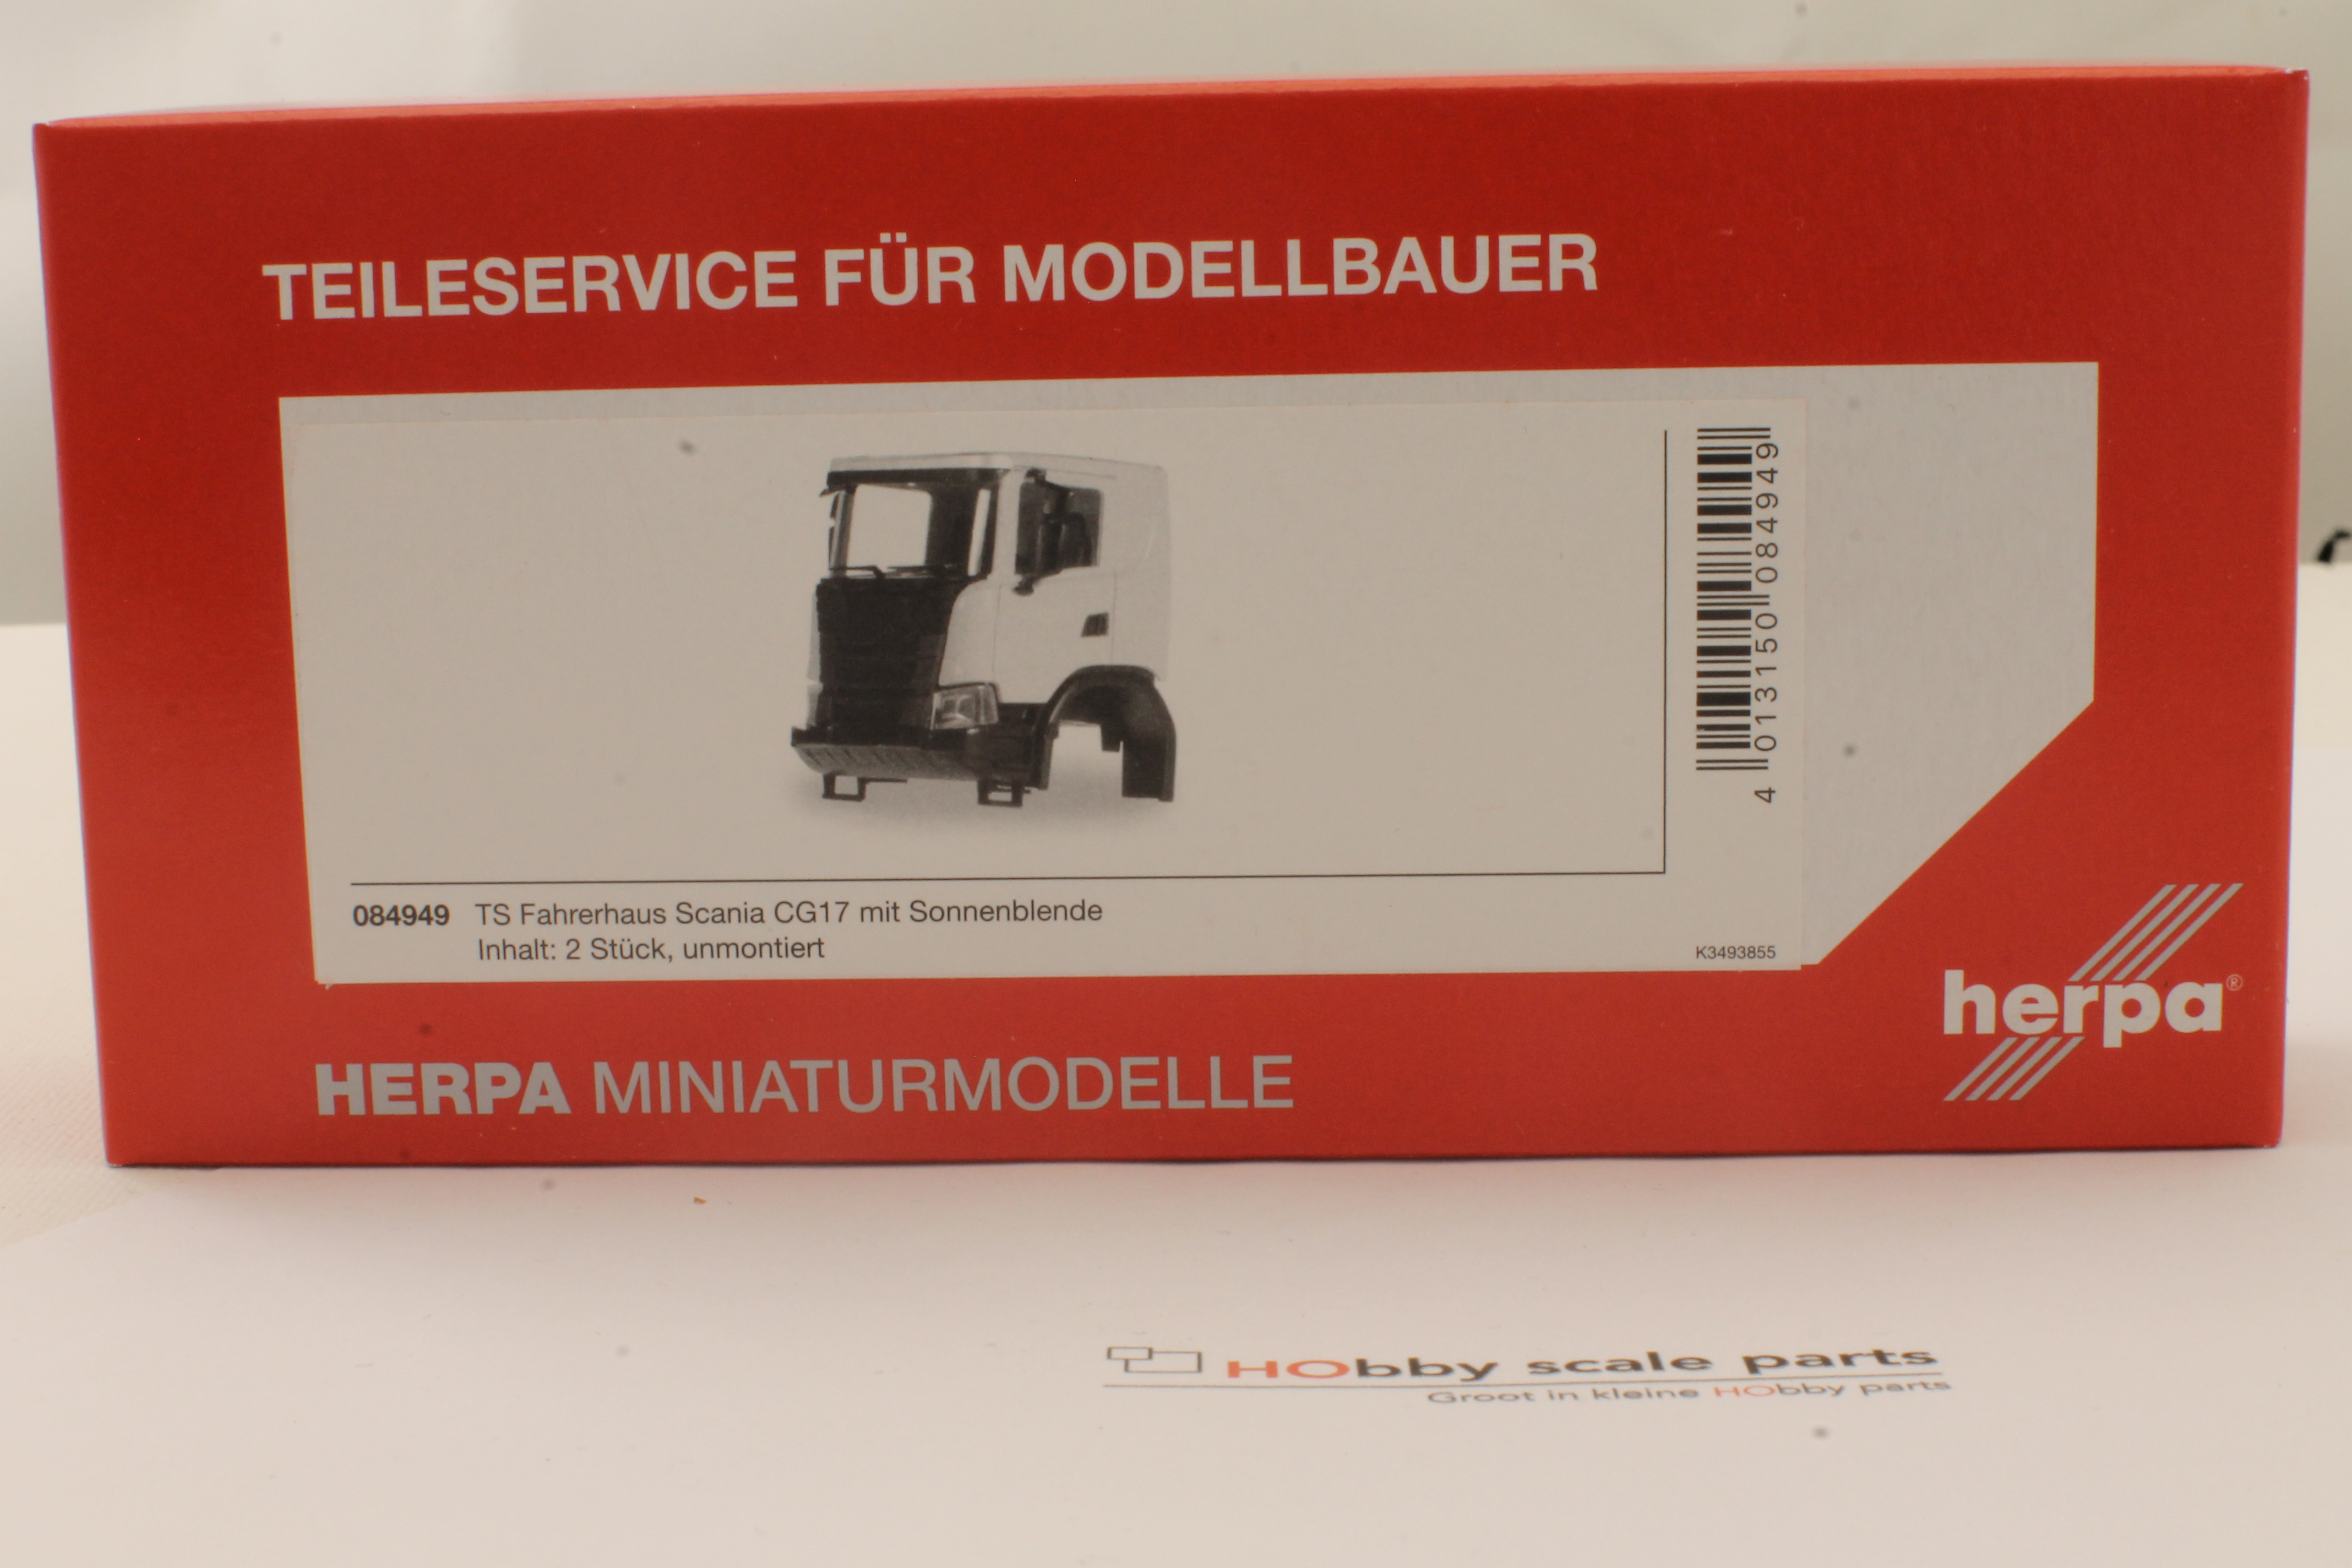 TEILESERVICE FÜR MODELLBAUER
4 013150 084949
084949 TS Fahrerhaus Scania CG17 mit Sonnenblende
Inhalt: 2 Stück, unmontiert
K3493855
herpa®
HERPA MINIATURMODELLE
HObby scale parts
Groot in kleine HObby parts